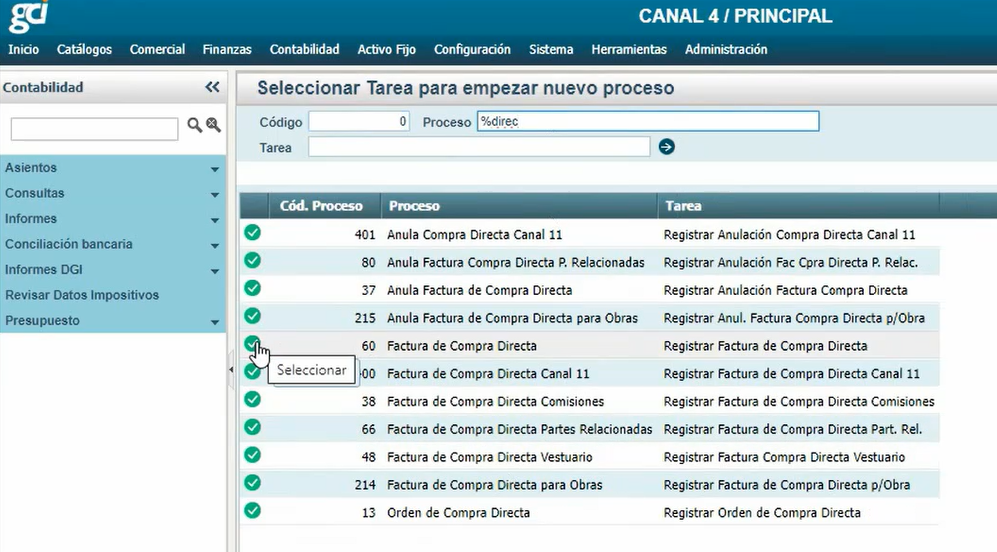 gci
CANAL 4 / PRINCIPAL
Inicio Catálogos Comercial Finanzas Contabilidad Activo Fijo Configuración Sistema Herramientas Administración
Contabilidad
Asientos
Consultas
Informes
Conciliación bancaria
Informes DGI
Revisar Datos Impositivos
Presupuesto
Seleccionar Tarea para empezar nuevo proceso
Código 0 Proceso %direc
Tarea
Cód. Proceso Proceso Tarea
401 Anula Compra Directa Canal 11 Registrar Anulación Compra Directa Canal 11
80 Anula Factura Compra Directa P. Relacionadas Registrar Anulación Fac Cpra Directa P. Relac.
37 Anula Factura de Compra Directa Registrar Anulación Factura Compra Directa
215 Anula Factura de Compra Directa para Obras Registrar Anul. Factura Compra Directa p/Obra
60 Factura de Compra Directa Registrar Factura de Compra Directa
Seleccionar
00 Factura de Compra Directa Canal 11 Registrar Factura de Compra Directa Canal 11
38 Factura de Compra Directa Comisiones Registrar Factura de Compra Directa Comisiones
66 Factura de Compra Directa Partes Relacionadas Registrar Factura de Compra Directa Part. Rel.
48 Factura de Compra Directa Vestuario Registrar Factura Compra Directa Vestuario
214 Factura de Compra Directa para Obras Registrar Factura de Compra Directa p/Obra
13 Orden de Compra Directa Registrar Orden de Compra Directa